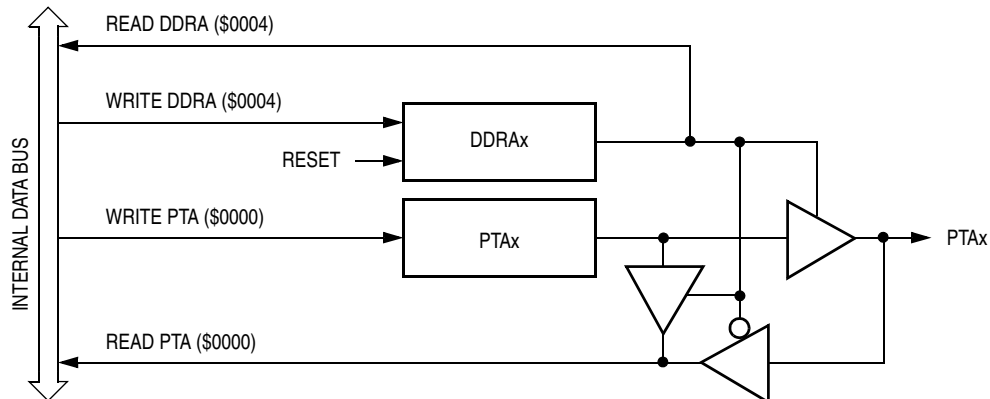 READ DDRA ($0004)
WRITE DDRA ($0004)
DDRAx
RESET
WRITE PTA ($0000)
PTAx
PTAx
READ PTA ($0000)
INTERNAL DATA BUS